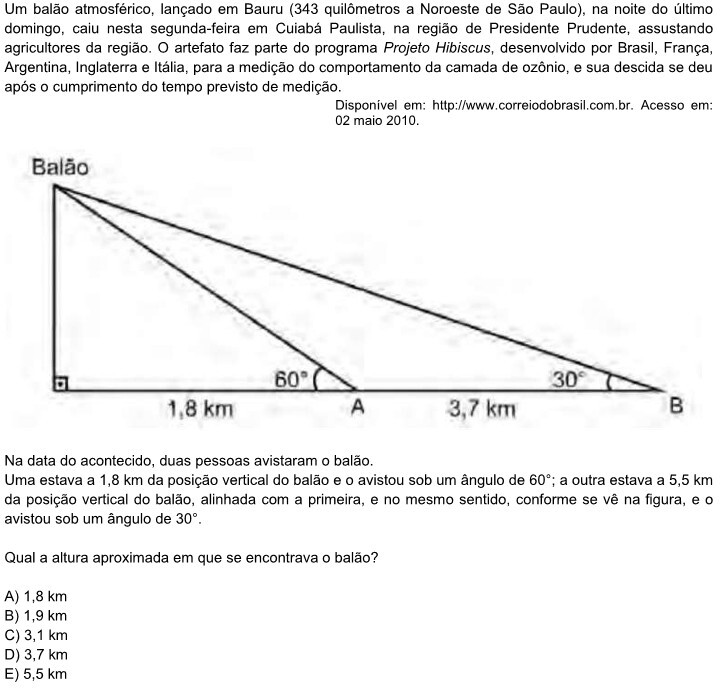 Um balão atmosférico, lançado em Bauru (343 quilômetros a Noroeste de São Paulo), na noite do último
domingo, caiu nesta segunda-feira em Cuiabá Paulista, na região de Presidente Prudente, assustando
agricultores da região. O artefato faz parte do programa Projeto Hibiscus, desenvolvido por Brasil, França,
Argentina, Inglaterra e Itália, para a medição do comportamento da camada de ozônio, e sua descida se deu
após o cumprimento do tempo previsto de medição.
Disponível em: http://www.correiodobrasil.com.br. Acesso em:
02 maio 2010.
Balão
60° 30°
1,8 km A 3,7 km B
Na data do acontecido, duas pessoas avistaram o balão.
Uma estava a 1,8 km da posição vertical do balão e o avistou sob um ângulo de 60°; a outra estava a 5,5 km
da posição vertical do balão, alinhada com a primeira, e no mesmo sentido, conforme se vê na figura, e o
avistou sob um ângulo de 30°.
Qual a altura aproximada em que se encontrava o balão?
A) 1,8 km
B) 1,9 km
C) 3,1 km
D) 3,7 km
E) 5,5 km